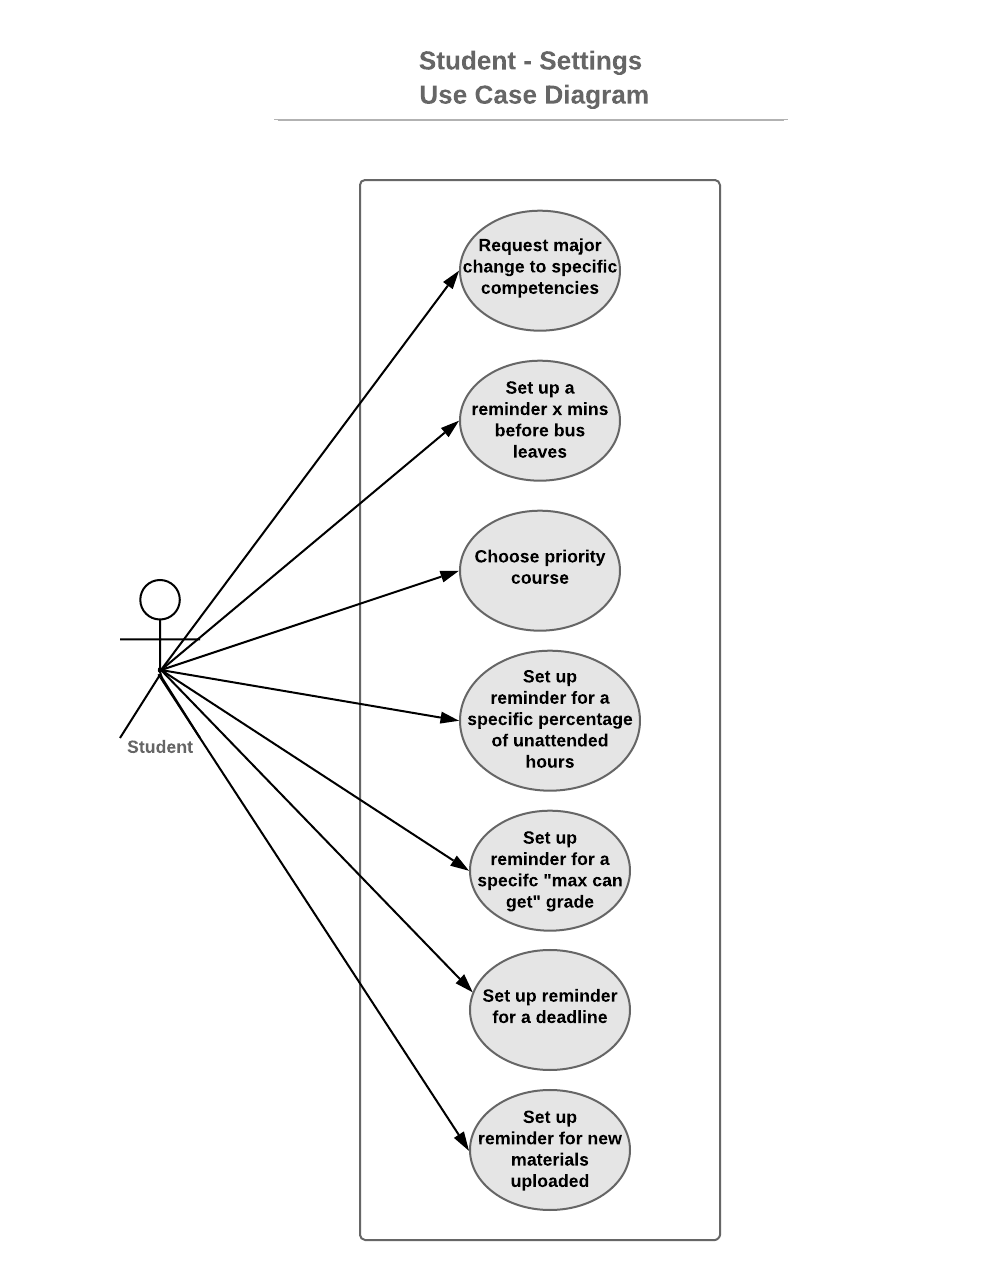 Student - Settings
Use Case Diagram
Request major
change to specific
competencies
Set up a
reminder x mins
before bus
leaves
Choose priority
course
Set up
reminder for a
specific percentage
of unattended
hours
Student
Set up
reminder for a
specifc "max can
get" grade
Set up reminder
for a deadline
Set up
reminder for new
materials
uploaded